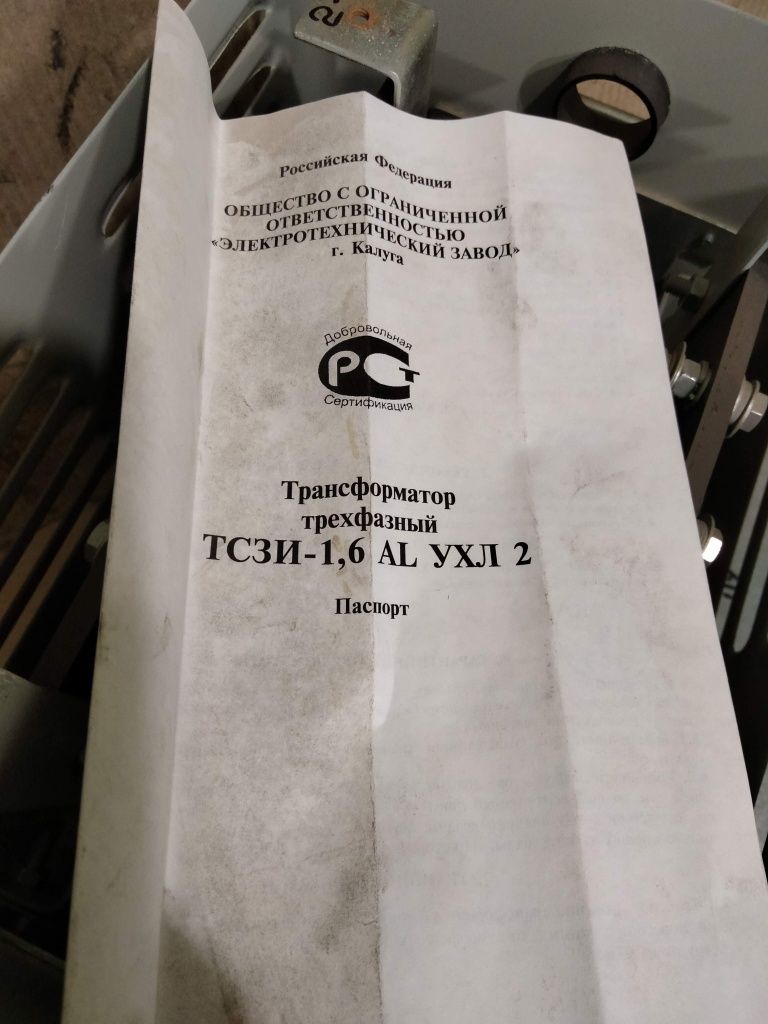 Российская Федерация
ОБЩЕСТВО С ОГРАНИЧЕННОЙ
ОТВЕТСТВЕННОСТЬЮ
«ЭЛЕКТРОТЕХНИЧЕСКИЙ ЗАВОД»
г. Калуга
Добровольная
РСТ
Сертификация
Трансформатор
трехфазный
ТСЗИ-1,6 AL УХЛ 2
Паспорт